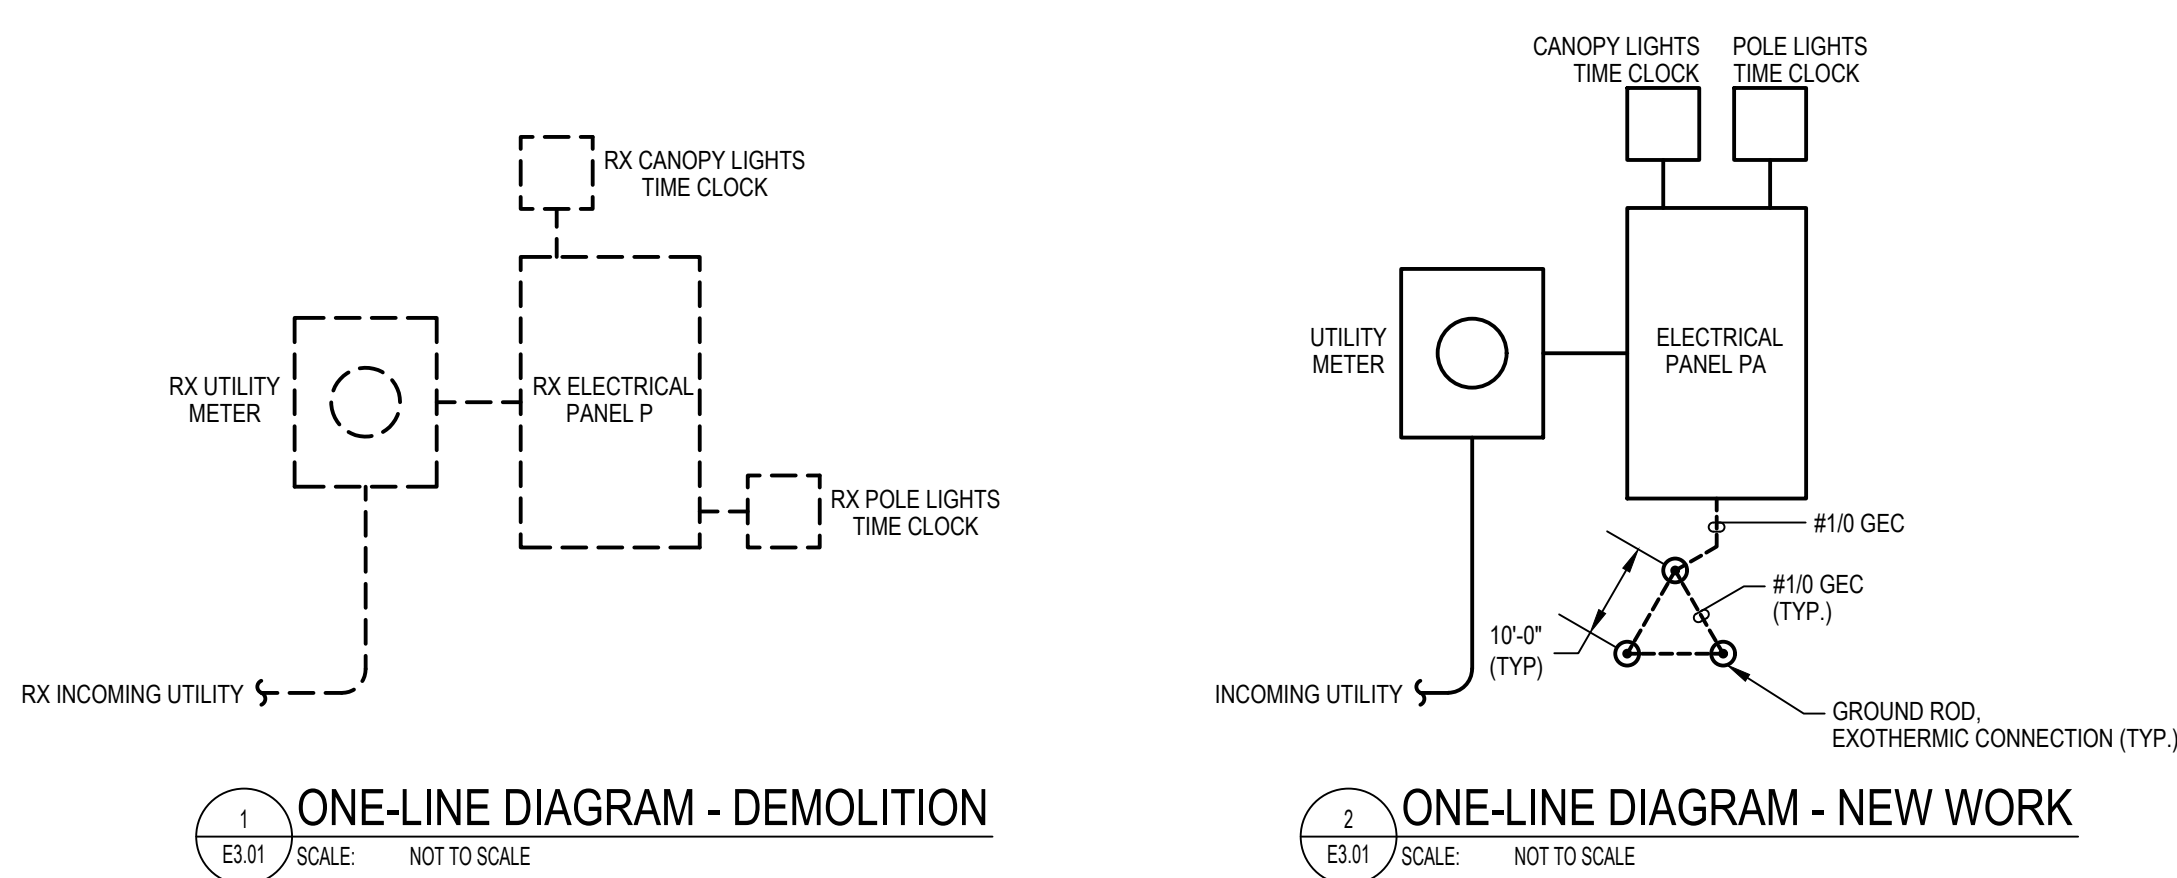 RX CANOPY LIGHTS
TIME CLOCK
RX UTILITY
METER
RX ELECTRICAL
PANEL P
RX POLE LIGHTS
TIME CLOCK
RX INCOMING UTILITY
1
E3.01
ONE-LINE DIAGRAM - DEMOLITION
SCALE: NOT TO SCALE
CANOPY LIGHTS
TIME CLOCK
POLE LIGHTS
TIME CLOCK
UTILITY
METER
ELECTRICAL
PANEL PA
#1/0 GEC
#1/0 GEC
(TYP.)
10'-0"
(TYP)
INCOMING UTILITY
GROUND ROD,
EXOTHERMIC CONNECTION (TYP.)
2
E3.01
ONE-LINE DIAGRAM - NEW WORK
SCALE: NOT TO SCALE